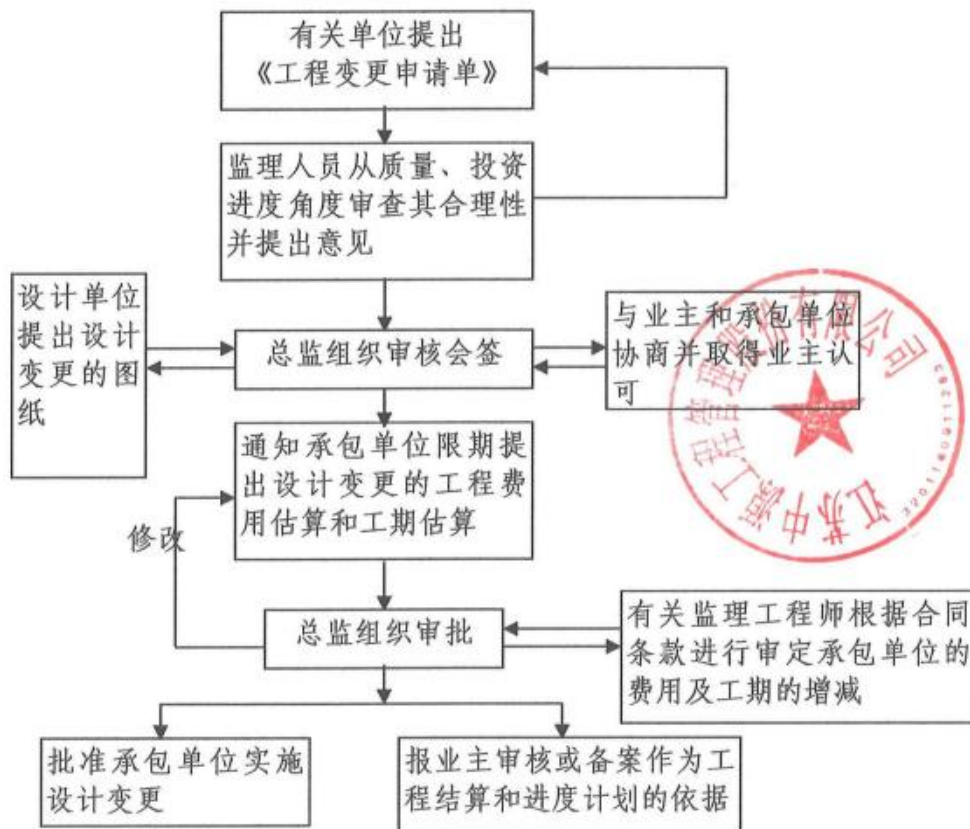 有关单位提出
《工程变更申请单》
监理人员从质量、投资
进度角度审查其合理性
并提出意见
设计单位
提出设计
变更的图
纸
总监组织审核会签
与业主和承包单位
协商并取得业主认
可
通知承包单位限期提
出设计变更的工程费
用估算和工期估算
修改
总监组织审批
有关监理工程师根据合同
条款进行审定承包单位的
费用及工期的增减
批准承包单位实施
设计变更
报业主审核或备案作为工
程结算和进度计划的依据